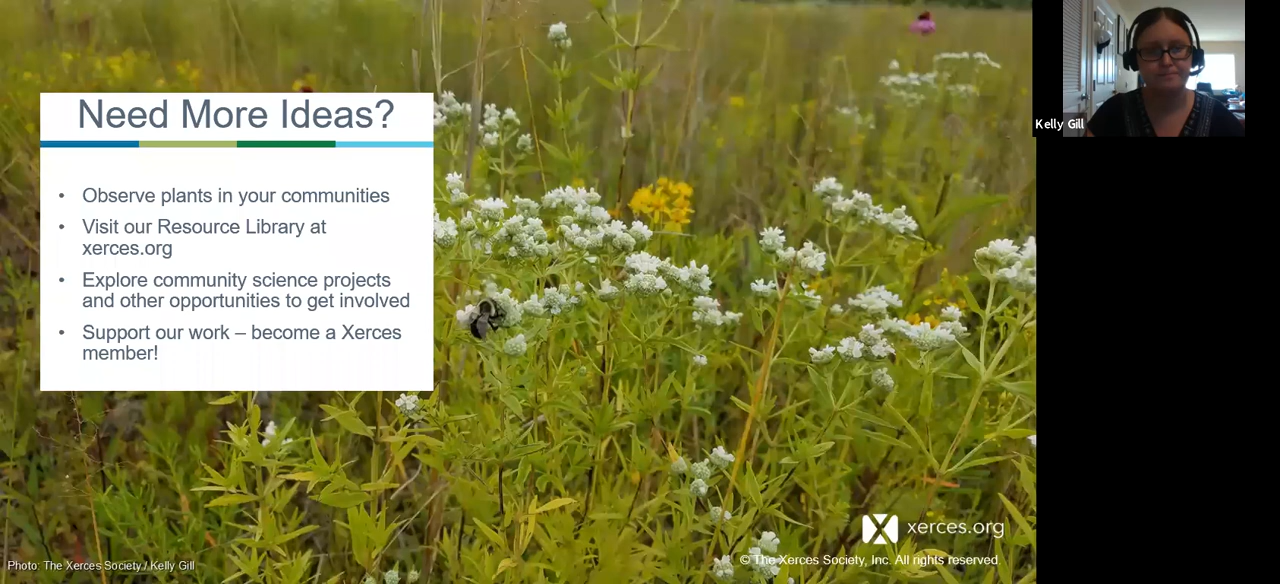 Need More Ideas?
• Observe plants in your communities
• Visit our Resource Library at
xerces.org
• Explore community science projects
and other opportunities to get involved
• Support our work – become a Xerces
member!
Kelly Gill
xerces.org
© The Xerces Society, Inc. All rights reserved.
Photo: The Xerces Society / Kelly Gill